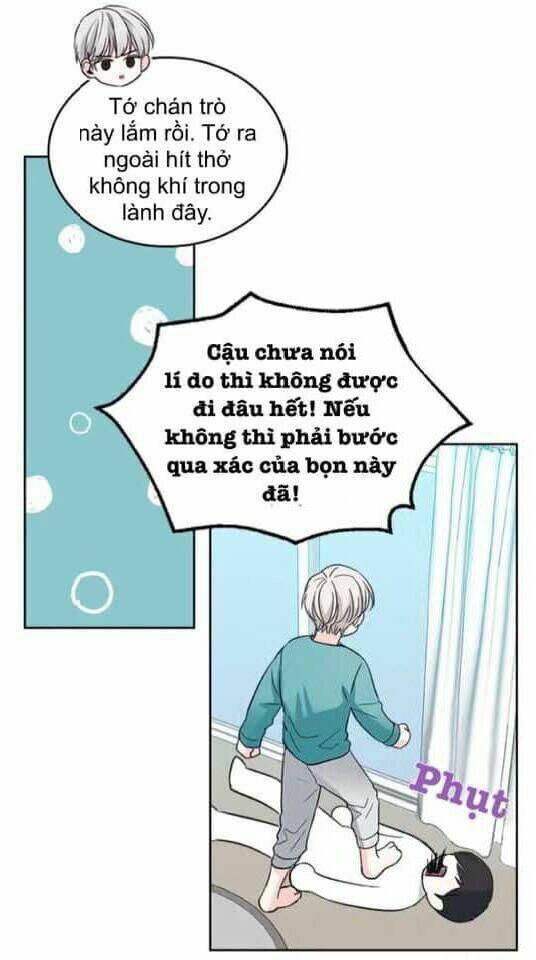 Tớ chán trò
này lắm rồi. Tớ ra
ngoài hít thở
không khí trong
lành đây.
Cậu chưa nói
lí do thì không được
đi đâu hết! Nếu
không thì phải bước
qua xác của bọn này
đã!
Phụt